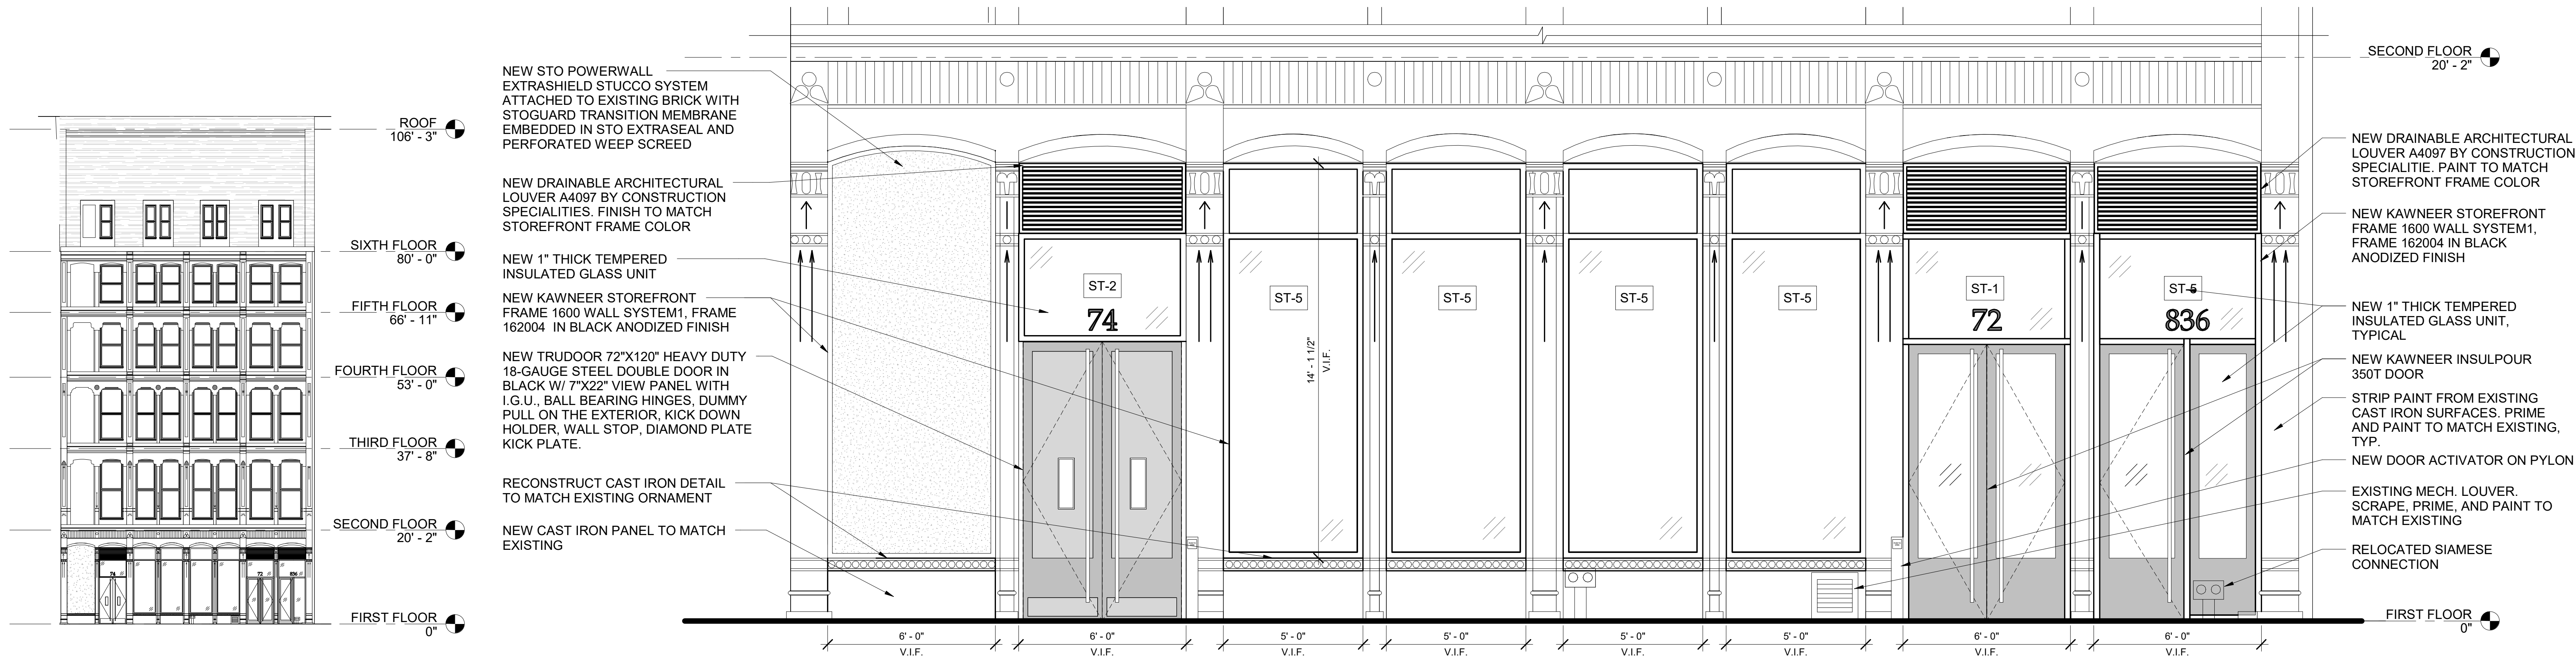 ROOF
106' - 3"
SIXTH FLOOR
80' - 0"
FIFTH FLOOR
66' - 11"
FOURTH FLOOR
53' - 0"
THIRD FLOOR
37' - 8"
SECOND FLOOR
20' - 2"
FIRST FLOOR
0"
74
72
836
NEW STO POWERWALL
EXTRASHIELD STUCCO SYSTEM
ATTACHED TO EXISTING BRICK WITH
STOGUARD TRANSITION MEMBRANE
EMBEDDED IN STO EXTRASEAL AND
PERFORATED WEEP SCREED
NEW DRAINABLE ARCHITECTURAL
LOUVER A4097 BY CONSTRUCTION
SPECIALITIES. FINISH TO MATCH
STOREFRONT FRAME COLOR
NEW 1" THICK TEMPERED
INSULATED GLASS UNIT
NEW KAWNEER STOREFRONT
FRAME 1600 WALL SYSTEM1, FRAME
162004 IN BLACK ANODIZED FINISH
NEW TRUDOOR 72"X120" HEAVY DUTY
18-GAUGE STEEL DOUBLE DOOR IN
BLACK W/ 7"X22" VIEW PANEL WITH
I.G.U., BALL BEARING HINGES, DUMMY
PULL ON THE EXTERIOR, KICK DOWN
HOLDER, WALL STOP, DIAMOND PLATE
KICK PLATE.
RECONSTRUCT CAST IRON DETAIL
TO MATCH EXISTING ORNAMENT
NEW CAST IRON PANEL TO MATCH
EXISTING
ST-2
74
ST-5
14' - 1 1/2"
V.I.F.
ST-5
ST-5
ST-5
ST-1
72
ST-5
836
6' - 0"
V.I.F.
6' - 0"
V.I.F.
5' - 0"
V.I.F.
5' - 0"
V.I.F.
5' - 0"
V.I.F.
5' - 0"
V.I.F.
6' - 0"
V.I.F.
6' - 0"
V.I.F.
SECOND FLOOR
20' - 2"
NEW DRAINABLE ARCHITECTURAL
LOUVER A4097 BY CONSTRUCTION
SPECIALITIE. PAINT TO MATCH
STOREFRONT FRAME COLOR
NEW KAWNEER STOREFRONT
FRAME 1600 WALL SYSTEM1,
FRAME 162004 IN BLACK
ANODIZED FINISH
NEW 1" THICK TEMPERED
INSULATED GLASS UNIT,
TYPICAL
NEW KAWNEER INSULPOUR
350T DOOR
STRIP PAINT FROM EXISTING
CAST IRON SURFACES. PRIME
AND PAINT TO MATCH EXISTING,
TYP.
NEW DOOR ACTIVATOR ON PYLON
EXISTING MECH. LOUVER.
SCRAPE, PRIME, AND PAINT TO
MATCH EXISTING
RELOCATED SIAMESE
CONNECTION
FIRST FLOOR
0"